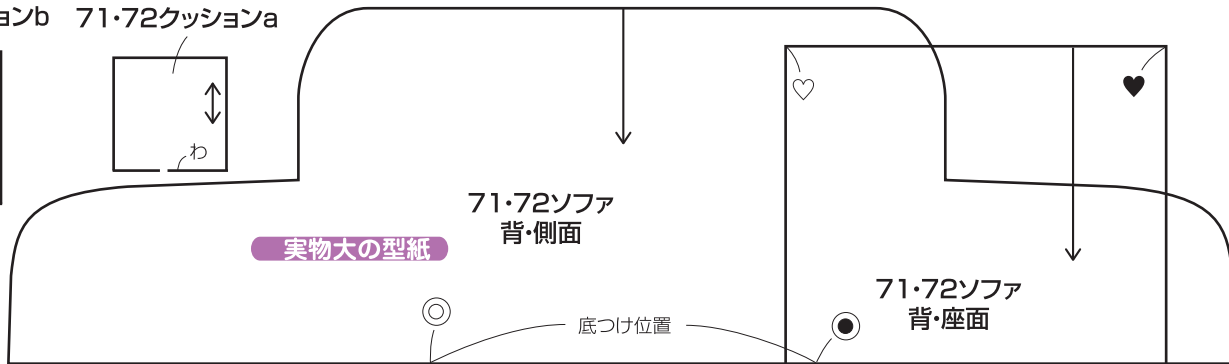 ョンb
71・72クッションa
わ
71・72ソファ
背・側面
実物大の型紙
71・72ソファ
背・座面
底つけ位置